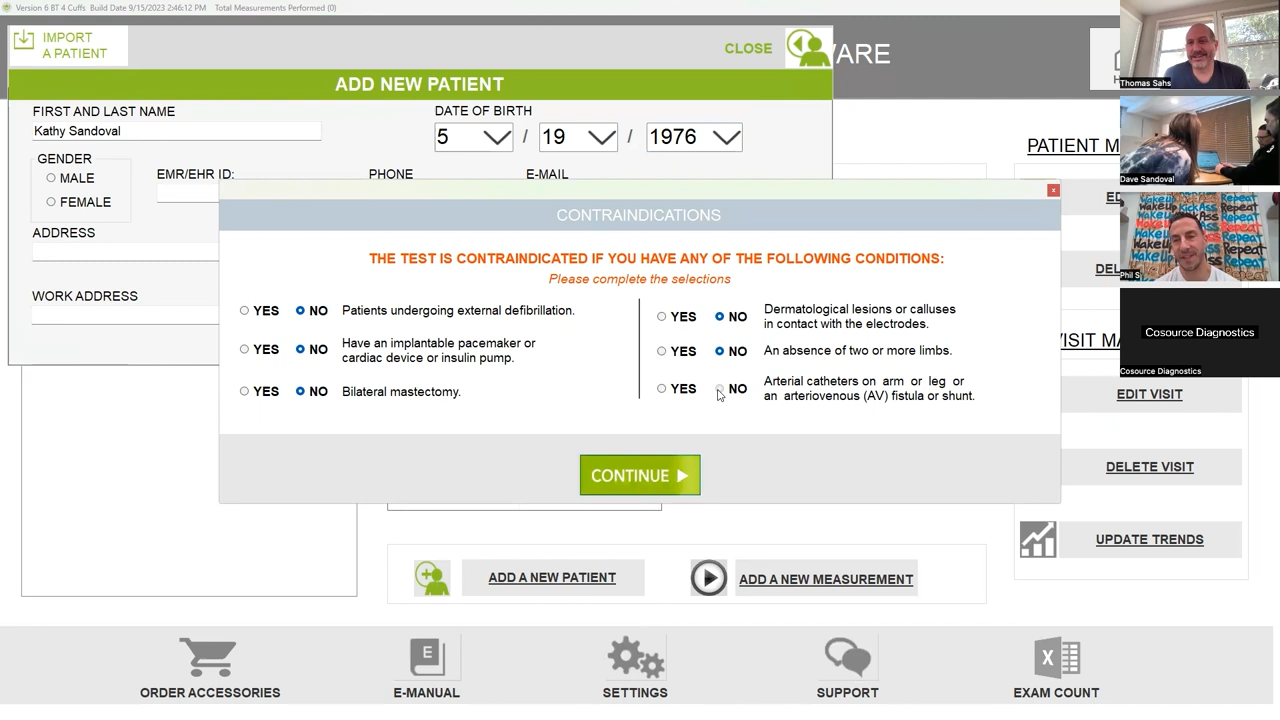 Version 6 BT 4 Cuffs Build Date 9/15/2023 2:46:12 PM Total Measurements Performed (0)
IMPORT
A PATIENT
CLOSE
WARE
ADD NEW PATIENT
FIRST AND LAST NAME
Kathy Sandoval
DATE OF BIRTH
5 / 19 / 1976
GENDER
MALE
FEMALE
EMR/EHR ID:
PHONE
E-MAIL
ADDRESS
WORK ADDRESS
CONTRAINDICATIONS
x
THE TEST IS CONTRAINDICATED IF YOU HAVE ANY OF THE FOLLOWING CONDITIONS:
Please complete the selections
YES NO Patients undergoing external defibrillation.
YES NO Have an implantable pacemaker or
cardiac device or insulin pump.
YES NO Bilateral mastectomy.
YES NO Dermatological lesions or calluses
in contact with the electrodes.
YES NO An absence of two or more limbs.
YES NO Arterial catheters on arm or leg or
an arteriovenous (AV) fistula or shunt.
CONTINUE
PATIENT M
ED
DEL
VISIT MA
EDIT VISIT
DELETE VISIT
UPDATE TRENDS
ADD A NEW PATIENT
ADD A NEW MEASUREMENT
E
X
ORDER ACCESSORIES
E-MANUAL
SETTINGS
SUPPORT
EXAM COUNT
Thomas Sahs
Dave Sandoval
Phil S
Cosource Diagnostics
Cosource Diagnostics